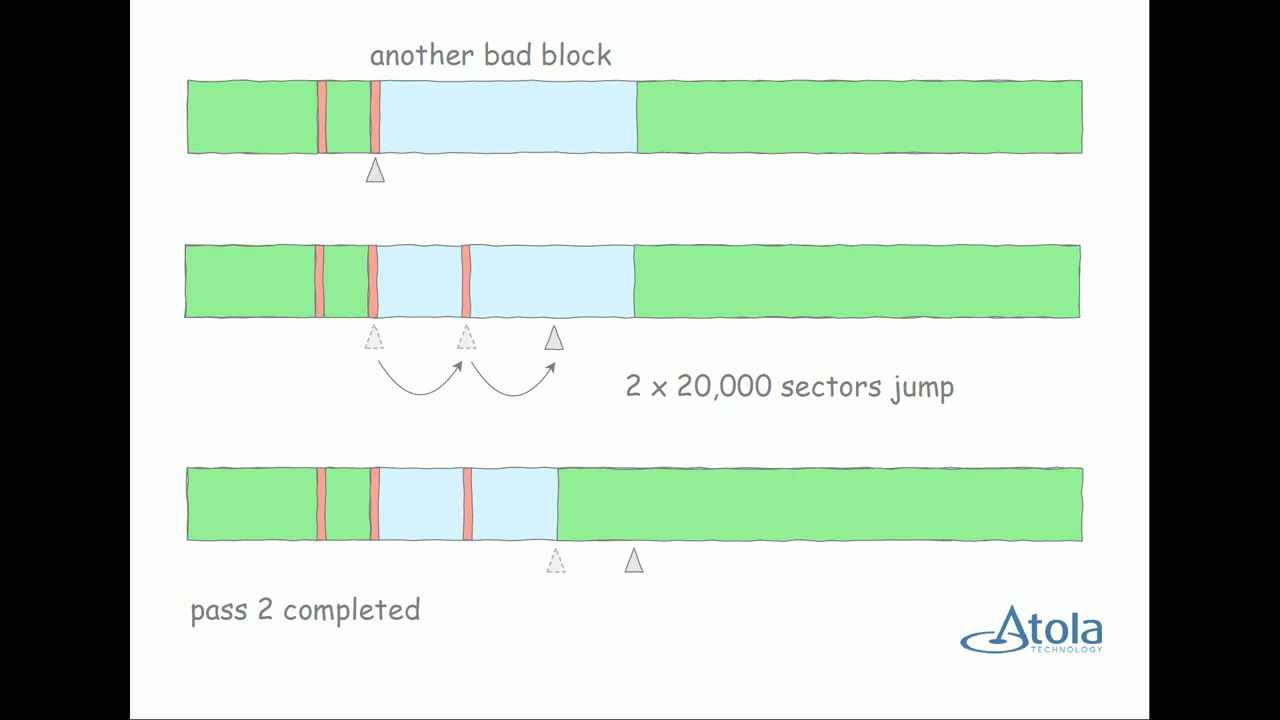 another bad block
2 x 20,000 sectors jump
pass 2 completed
Atola
TECHNOLOGY